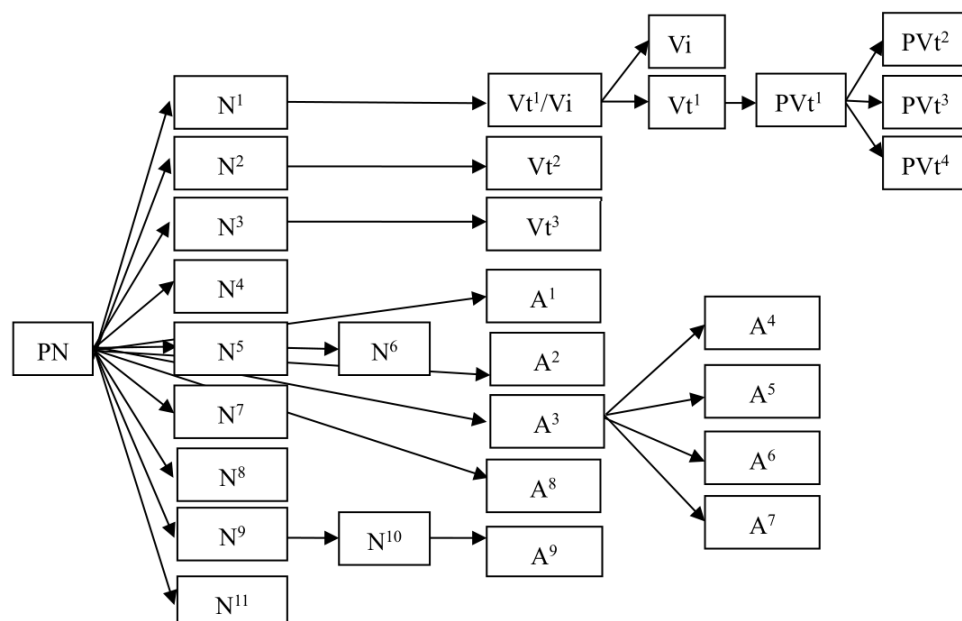 PN
N¹
N²
N³
N⁴
N⁵
N⁷
N⁸
N⁹
N¹¹
N⁶
N¹⁰
Vt¹/Vi
Vt²
Vt³
A¹
A²
A³
A⁸
A⁹
Vi
Vt¹
PVt¹
PVt²
PVt³
PVt⁴
A⁴
A⁵
A⁶
A⁷